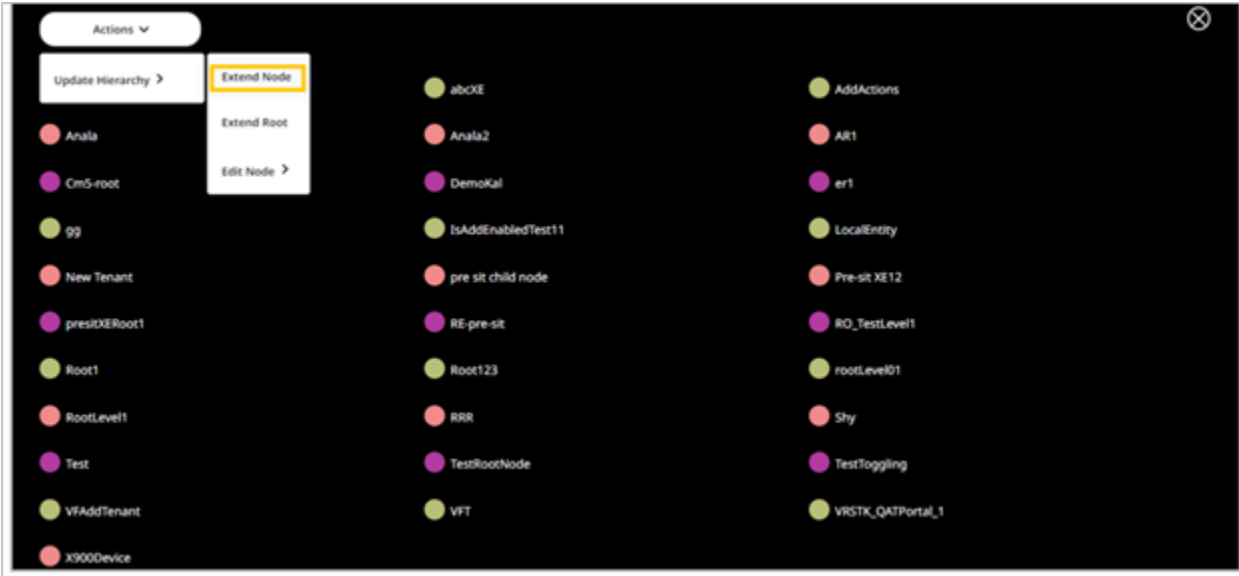 Actions
Update Hierarchy
Extend Node
Extend Root
Edit Node
abcXE
AddActions
Anala
Anala2
AR1
Cm5-root
DemoKal
er1
gg
IsAddEnabledTest11
LocalEntity
New Tenant
pre sit child node
Pre-sit XE12
presitXERoot1
RE-pre-sit
RO_TestLevel1
Root1
Root123
rootLevel01
RootLevel1
RRR
Shy
Test
TestRootNode
TestToggling
VFAddTenant
VFT
VRSTK_QATPortal_1
X900Device